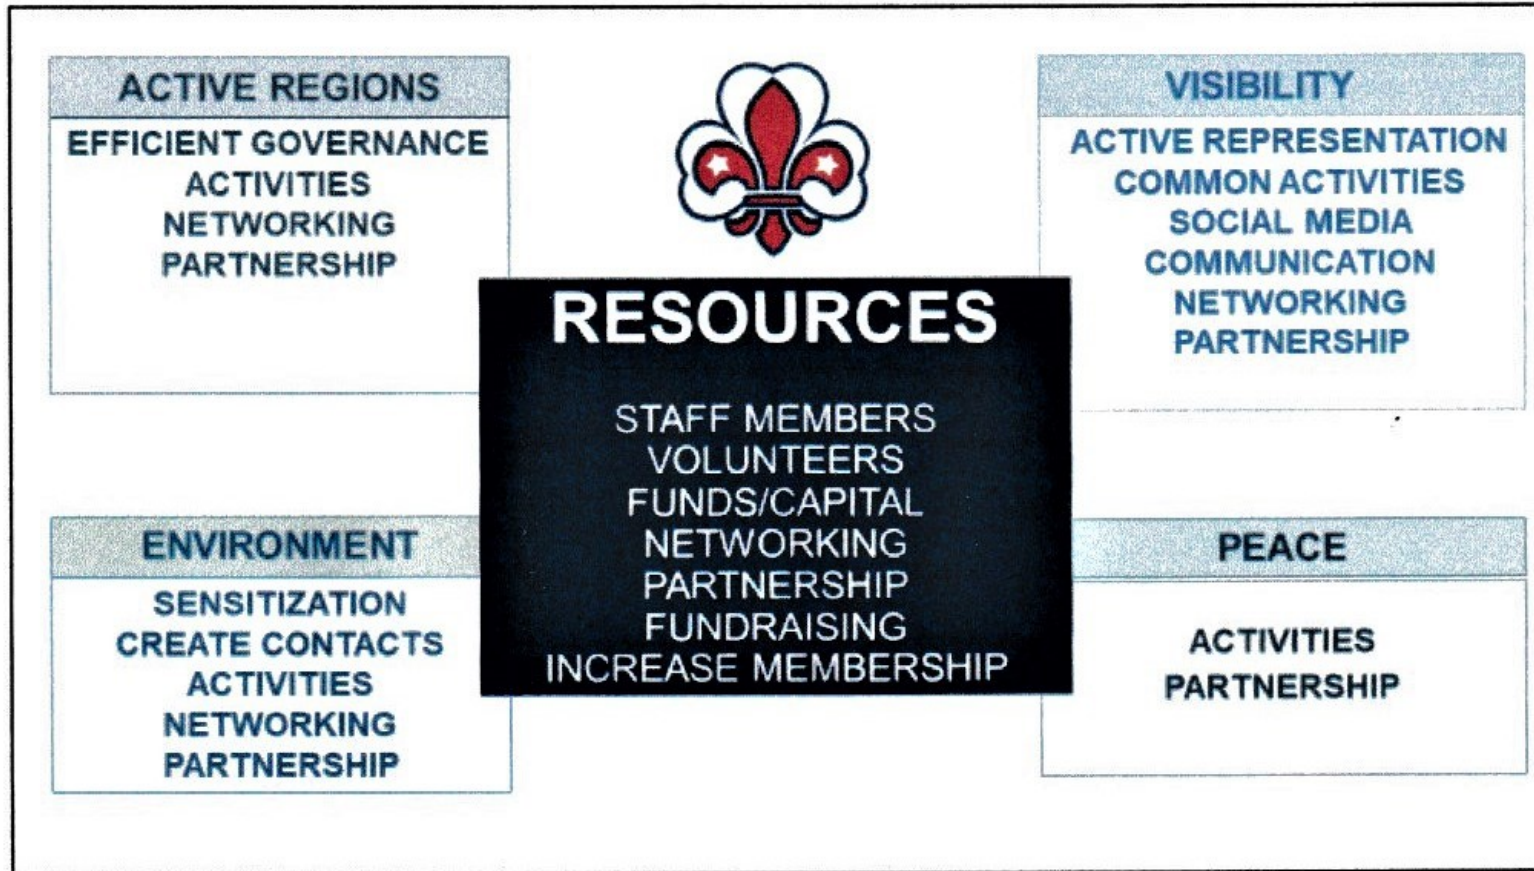 ACTIVE REGIONS
EFFICIENT GOVERNANCE
ACTIVITIES
NETWORKING
PARTNERSHIP
VISIBILITY
ACTIVE REPRESENTATION
COMMON ACTIVITIES
SOCIAL MEDIA
COMMUNICATION
NETWORKING
PARTNERSHIP
RESOURCES
STAFF MEMBERS
VOLUNTEERS
FUNDS/CAPITAL
NETWORKING
PARTNERSHIP
FUNDRAISING
INCREASE MEMBERSHIP
ENVIRONMENT
SENSITIZATION
CREATE CONTACTS
ACTIVITIES
NETWORKING
PARTNERSHIP
PEACE
ACTIVITIES
PARTNERSHIP